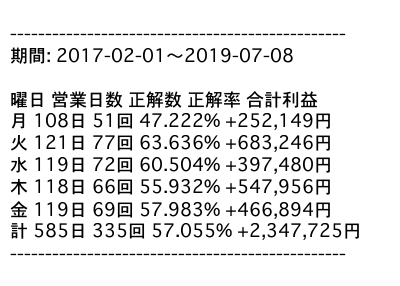 ------------------------------------------------
期間: 2017-02-01〜2019-07-08
曜日 営業日数 正解数 正解率 合計利益
月 108日 51回 47.222% +252,149円
火 121日 77回 63.636% +683,246円
水 119日 72回 60.504% +397,480円
木 118日 66回 55.932% +547,956円
金 119日 69回 57.983% +466,894円
計 585日 335回 57.055% +2,347,725円
------------------------------------------------